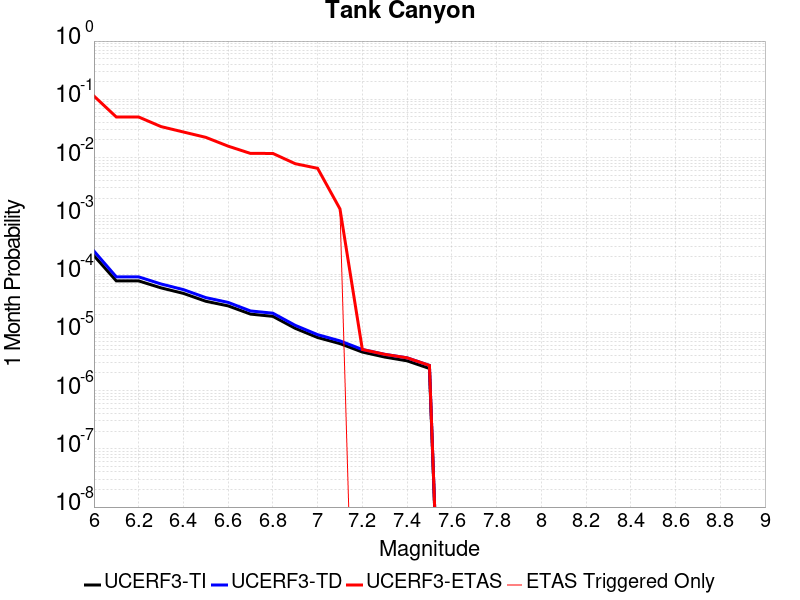 Tank Canyon
10 0
10 -1
10 -2
10 -3
10 -4
10 -5
10 -6
10 -7
10 -8
1 Month Probability
6 6.2 6.4 6.6 6.8 7 7.2 7.4 7.6 7.8 8 8.2 8.4 8.6 8.8 9
Magnitude
UCERF3-TI UCERF3-TD UCERF3-ETAS ETAS Triggered Only